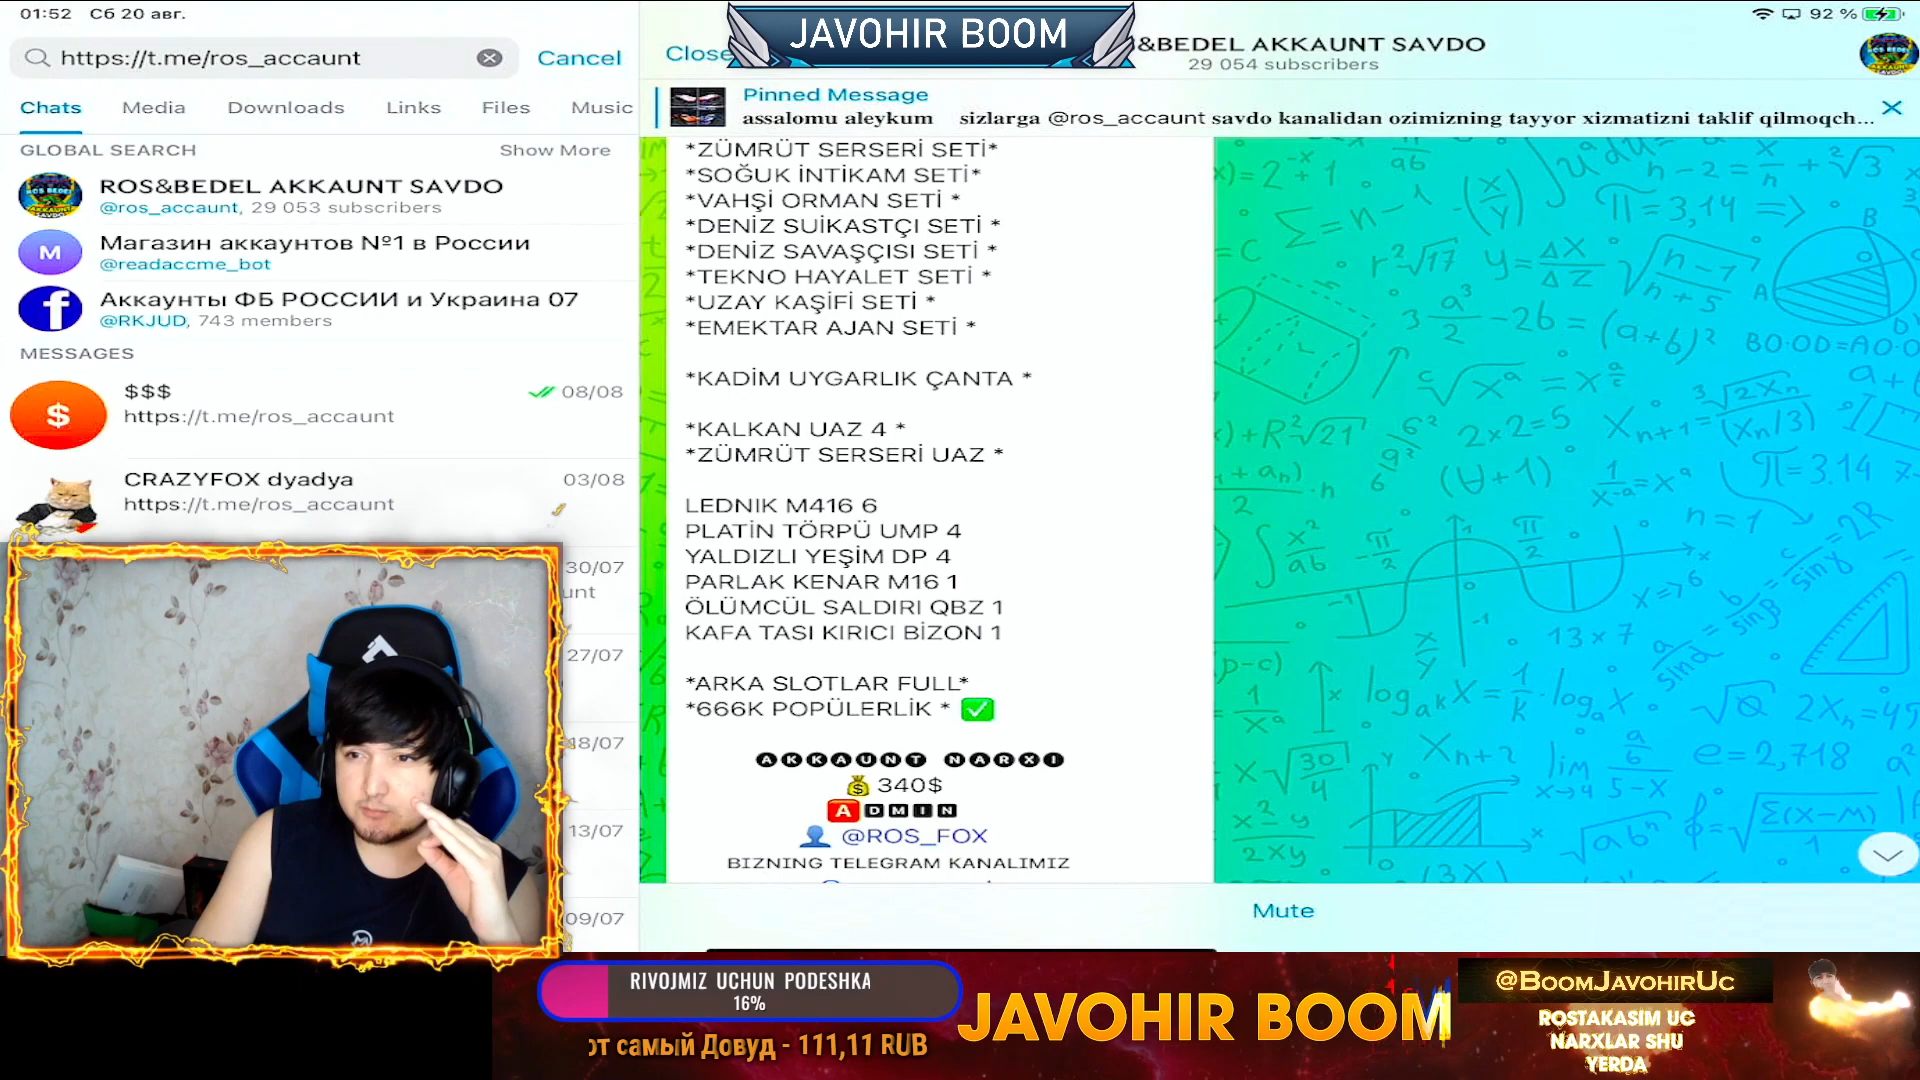 01:52 Сб 20 авг.
92 %
https://t.me/ros_accaunt
Cancel
Chats Media Downloads Links Files Music
GLOBAL SEARCH
Show More
ROS&BEDEL AKKAUNT SAVDO
@ros_accaunt, 29 053 subscribers
М
Магазин аккаунтов №1 в России
@readaccme_bot
Аккаунты ФБ РОССИИ и Украина 07
@RKJUD, 743 members
MESSAGES
$
$$$
08/08
https://t.me/ros_accaunt
CRAZYFOX dyadya
03/08
https://t.me/ros_accaunt
30/07
unt
27/07
18/07
13/07
09/07
Close
JAVOHIR BOOM
&BEDEL AKKAUNT SAVDO
29 054 subscribers
Pinned Message
assalomu aleykum sizlarga @ros_accaunt savdo kanalidan ozimizning tayyor xizmatizni taklif qilmoqch...
*ZÜMRÜT SERSERİ SETİ*
*SOĞUK İNTİKAM SETİ*
*VAHŞİ ORMAN SETİ *
*DENİZ SUİKASTÇI SETİ *
*DENİZ SAVAŞÇISI SETİ *
*TEKNO HAYALET SETİ *
*UZAY KAŞİFİ SETİ *
*EMEKTAR AJAN SETİ *
*KADİM UYGARLIK ÇANTA *
*KALKAN UAZ 4 *
*ZÜMRÜT SERSERİ UAZ *
LEDNIK M416 6
PLATİN TÖRPÜ UMP 4
YALDIZLI YEŞİM DP 4
PARLAK KENAR M16 1
ÖLÜMCÜL SALDIRI QBZ 1
KAFA TASI KIRICI BİZON 1
*ARKA SLOTLAR FULL*
*666K POPÜLERLİK * ✅
🅐🅚🅚🅐🅤🅝🅣 🅝🅐🅡🅧🅘
💰 340$
🅰🅳🅼🅸🅽
👤 @ROS_FOX
BIZNING TELEGRAM KANALIMIZ
Mute
RIVOJMIZ UCHUN PODESHKA
16%
от самый Довуд - 111,11 RUB
JAVOHIR BOOM
@BoomJavohirUc
ROSTAKASIM UC
NARXLAR SHU
YERDA